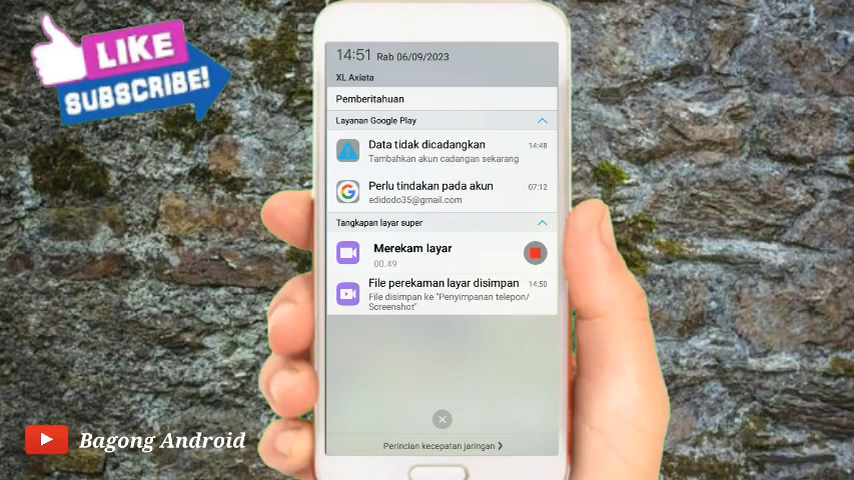 LIKE
SUBSCRIBE!
14:51 Rab 06/09/2023
XL Axiata
Pemberitahuan
Layanan Google Play
Data tidak dicadangkan 14:48
Tambahkan akun cadangan sekarang
Perlu tindakan pada akun 07:12
edidodo35@gmail.com
Tangkapan layar super
Merekam layar
00.49
File perekaman layar disimpan 14:50
File disimpan ke "Penyimpanan telepon/
Screenshot"
Perincian kecepatan jaringan
Bagong Android